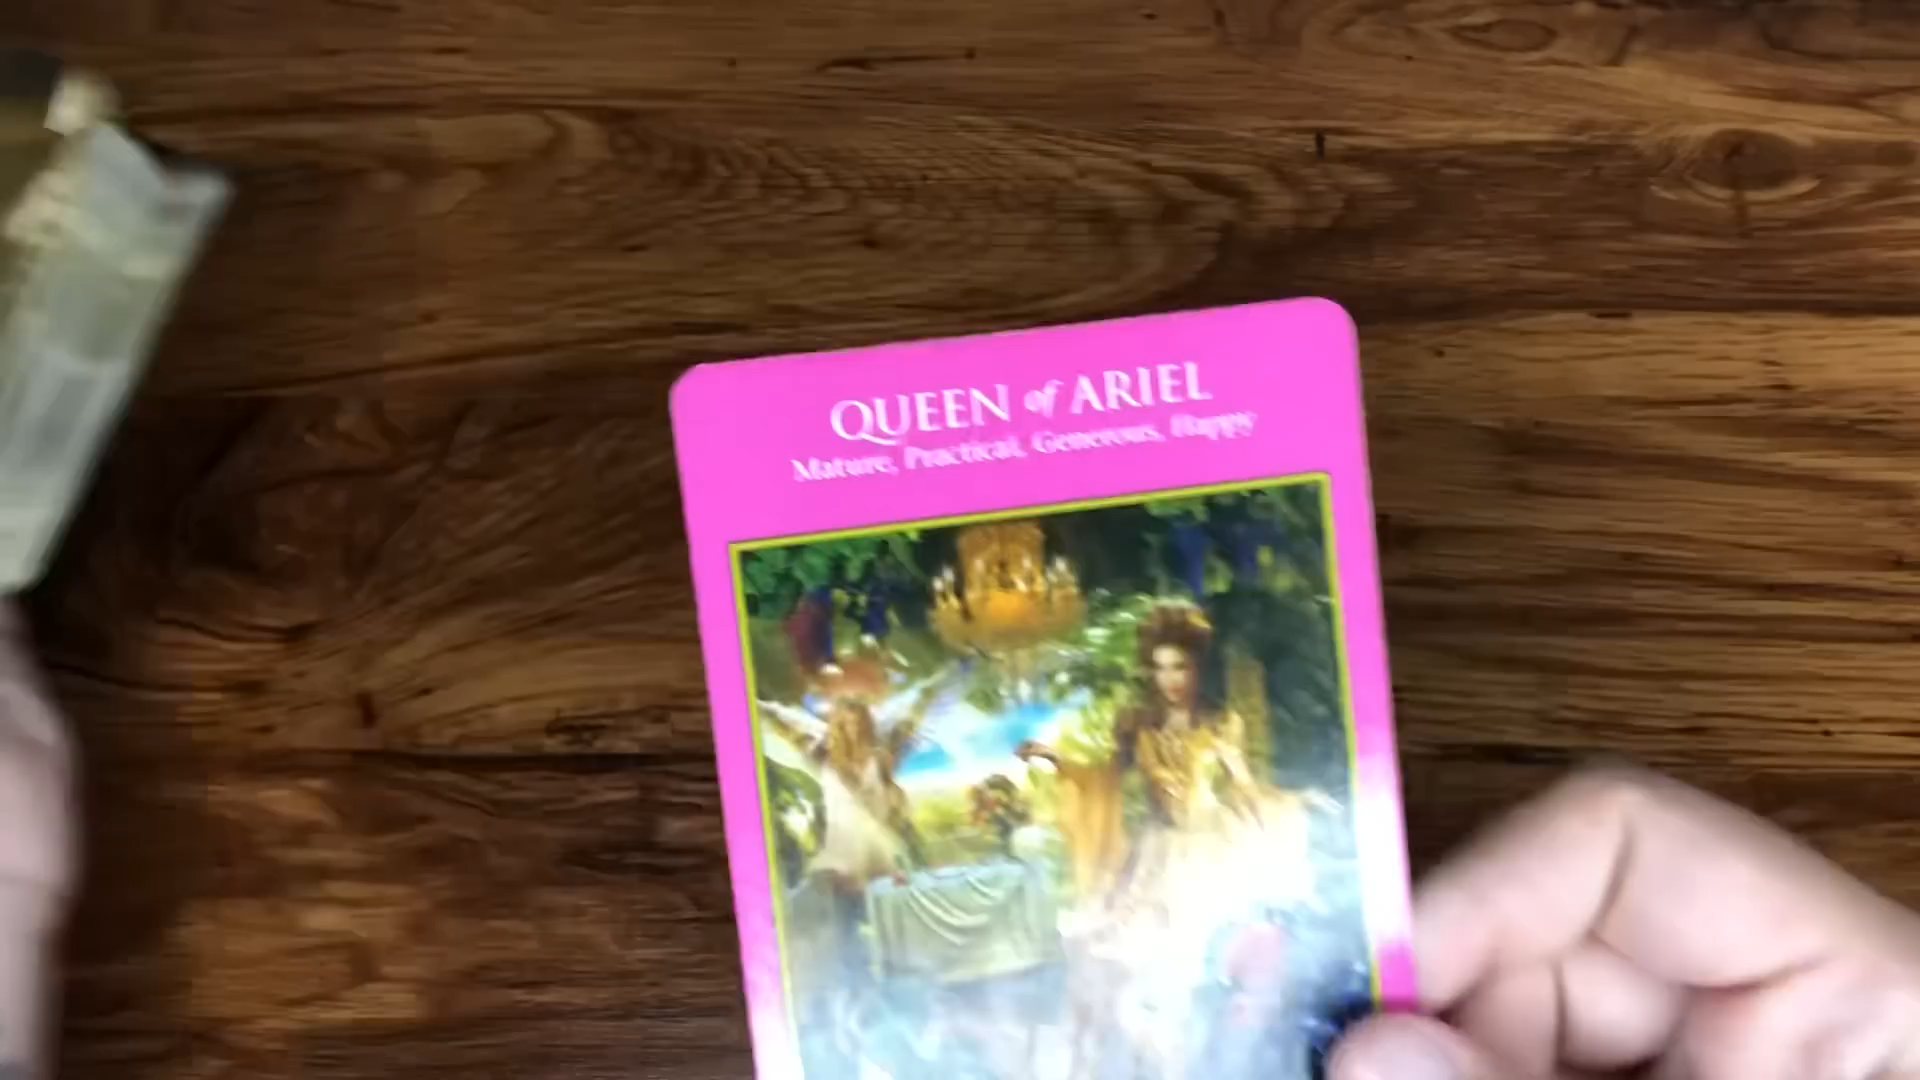 QUEEN of ARIEL
Mature, Practical, Generous, Happy